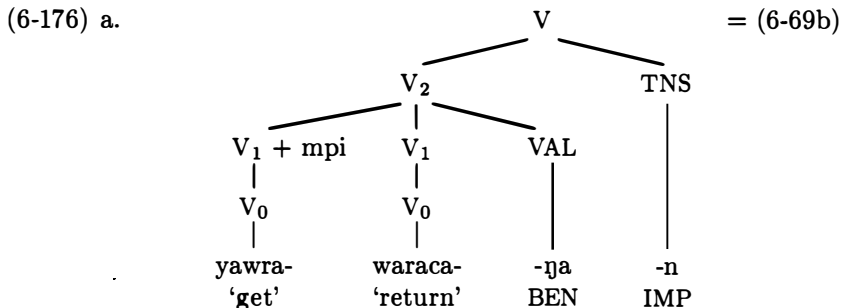 (6-176) a. V = (6-69b)
V₂ TNS
V₁ + mpi V₁ VAL
V₀ V₀
yawra- waraca- -ŋa -n
'get' 'return' BEN IMP